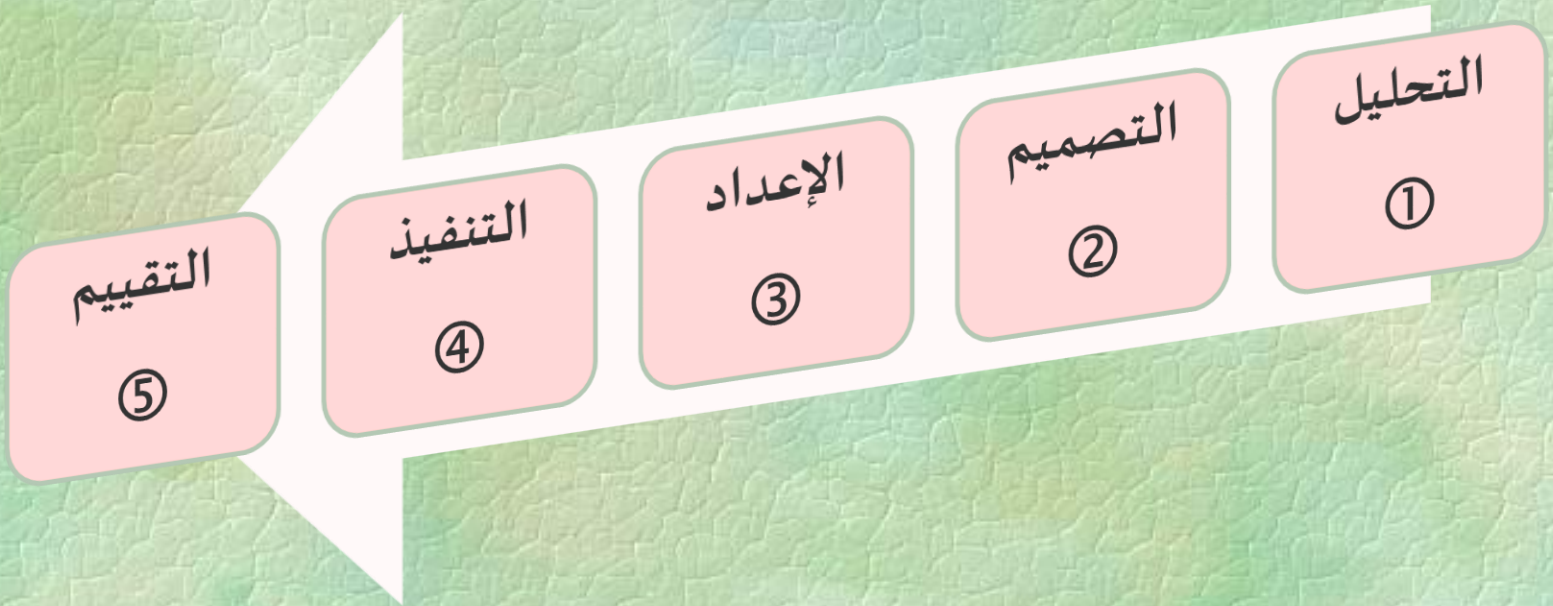 التحليل
①
التصميم
②
الإعداد
③
التنفيذ
④
التقييم
⑤